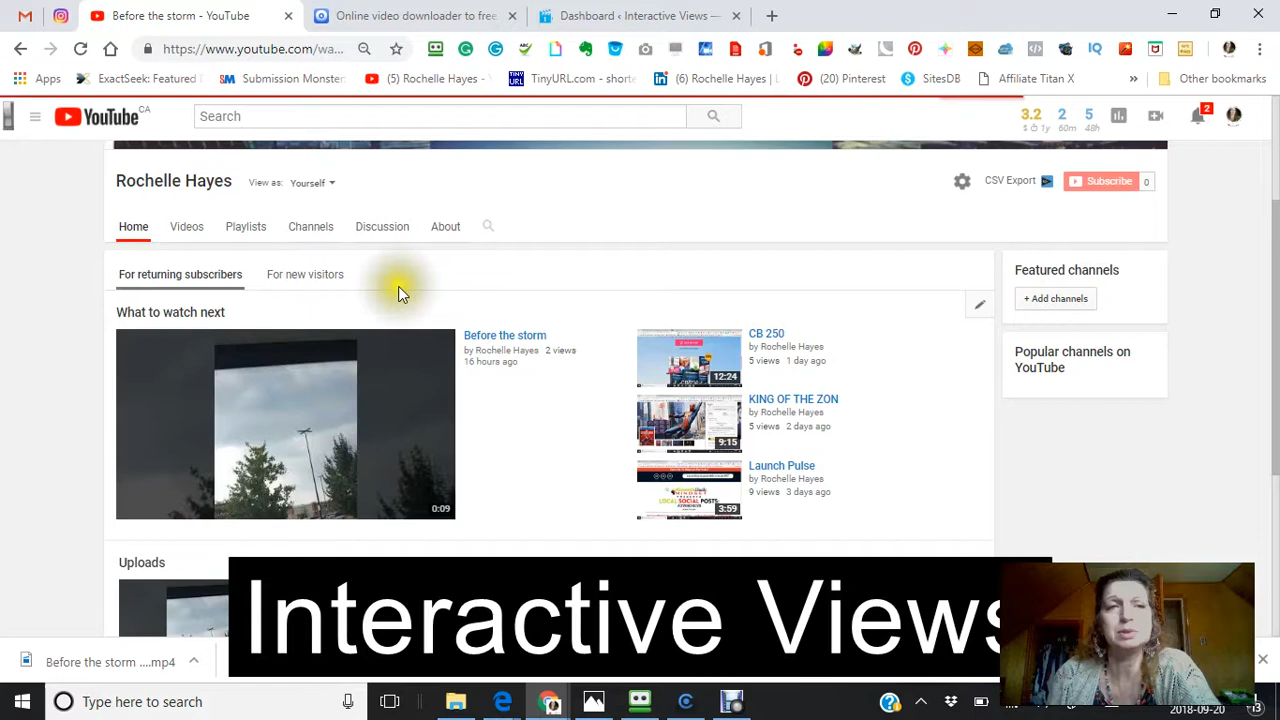 Before the storm - YouTube
Online video downloader to free
Dashboard ‹ Interactive Views —
https://www.youtube.com/wa...
Apps
ExactSeek: Featured
Submission Monster
(5) Rochelle Hayes -
TinyURL.com - shorte
(6) Rochelle Hayes |
(20) Pinterest
SitesDB
Affiliate Titan X
»
Other bookmarks
YouTube CA
Search
3.2 2 5
1y 60m 48h
2
Rochelle Hayes
View as: Yourself
CSV Export
Subscribe 0
Home Videos Playlists Channels Discussion About
For returning subscribers For new visitors
What to watch next
Before the storm
by Rochelle Hayes 2 views
16 hours ago
0:09
CB 250
by Rochelle Hayes
5 views 1 day ago
12:24
KING OF THE ZON
by Rochelle Hayes
5 views 2 days ago
9:15
Launch Pulse
by Rochelle Hayes
9 views 3 days ago
LOCAL SOCIAL POSTS:
3:59
Featured channels
+ Add channels
Popular channels on
YouTube
Uploads
Interactive Views
Before the storm ....mp4
Type here to search
2018-09-20